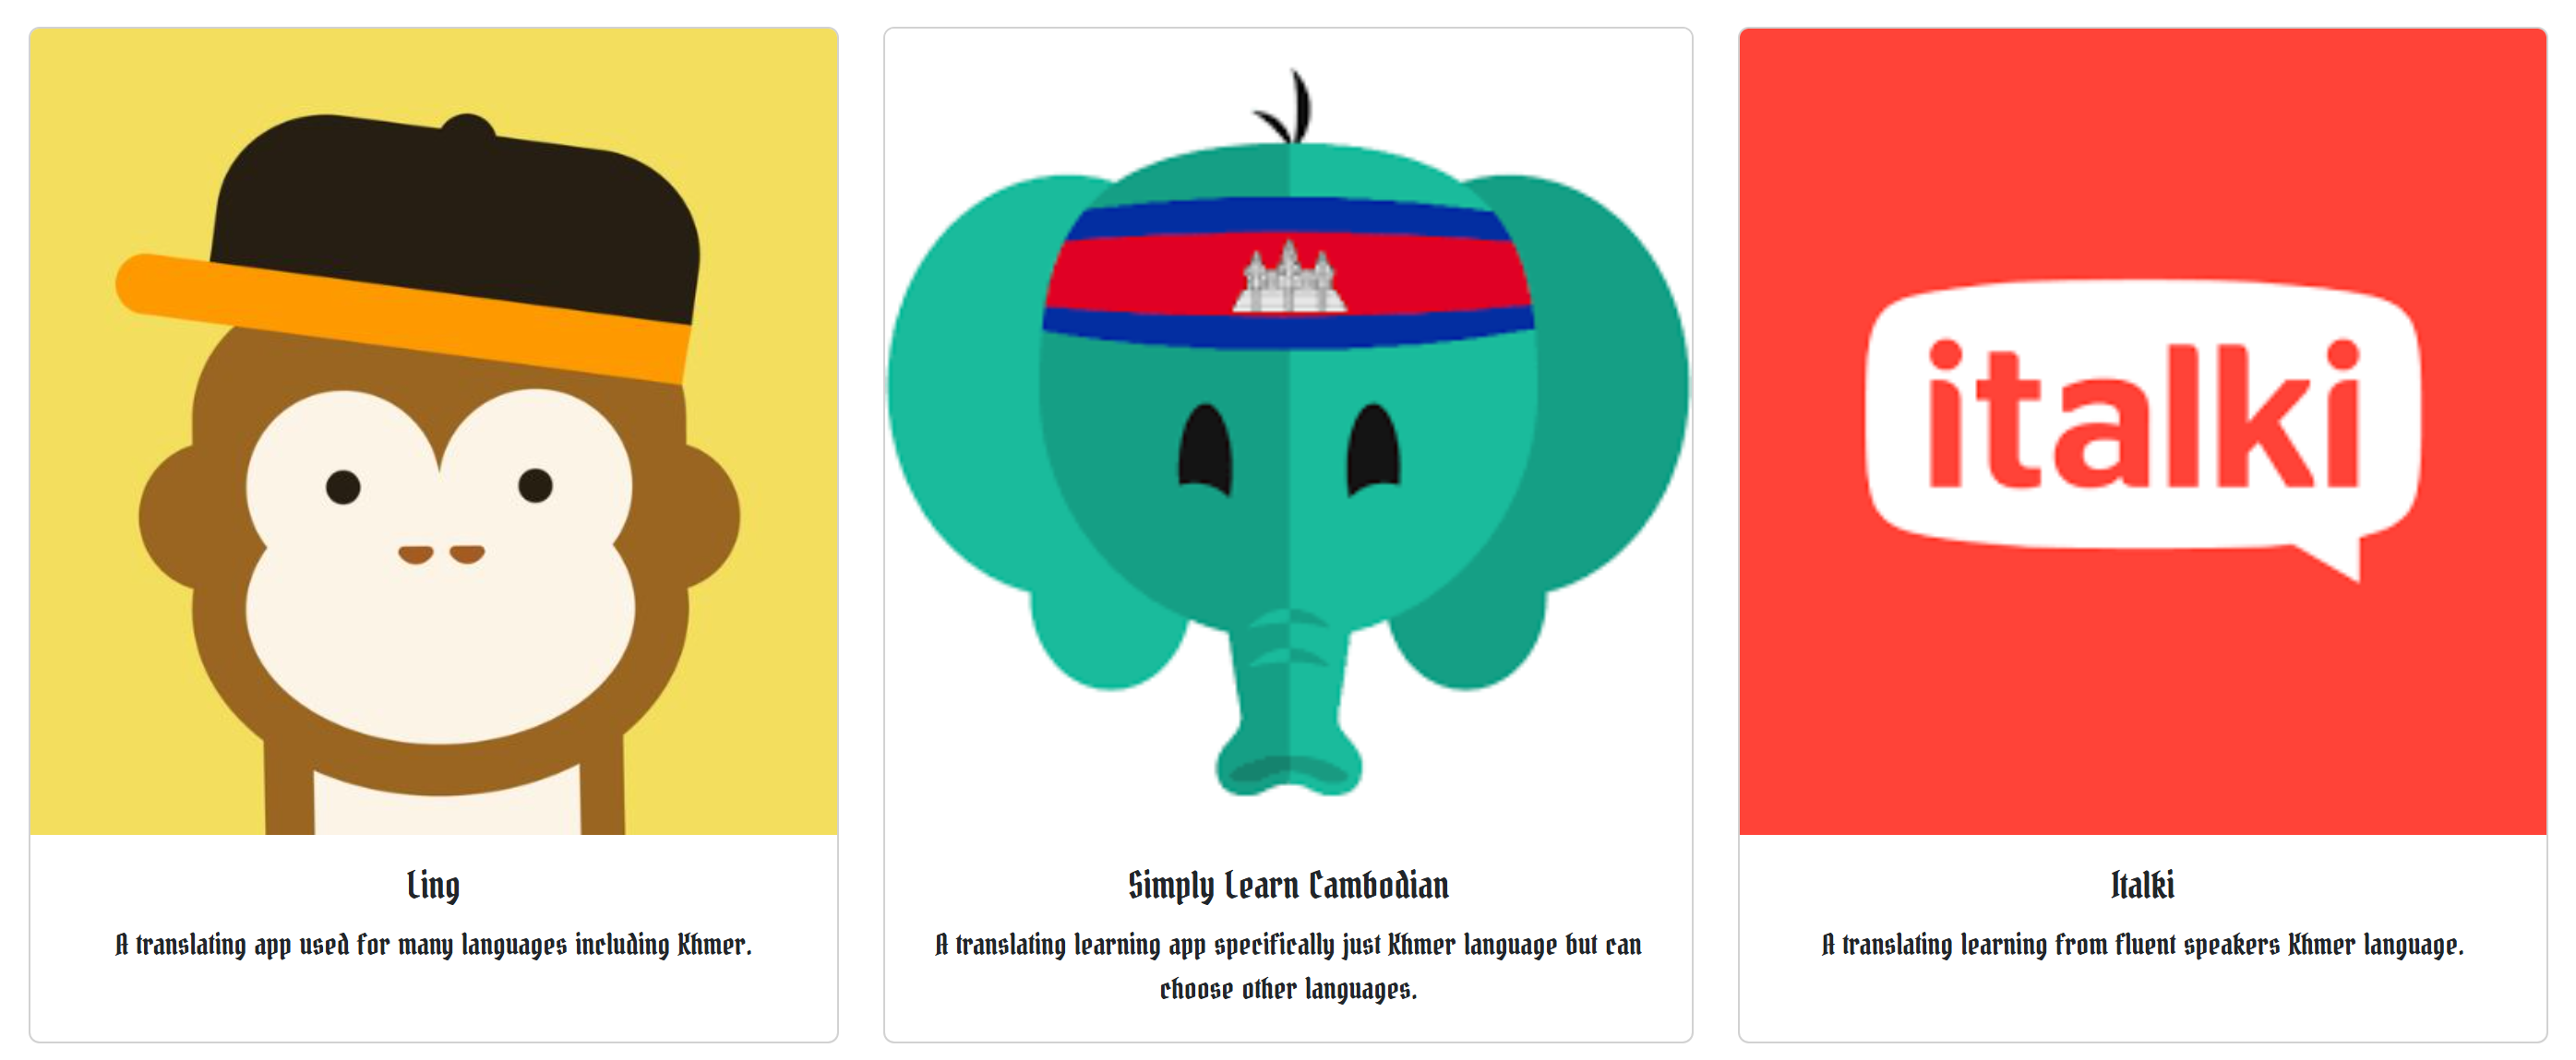 italki
Ling
A translating app used for many languages including Khmer.
Simply Learn Cambodian
A translating learning app specifically just Khmer language but can
choose other languages.
Italki
A translating learning from fluent speakers Khmer language.